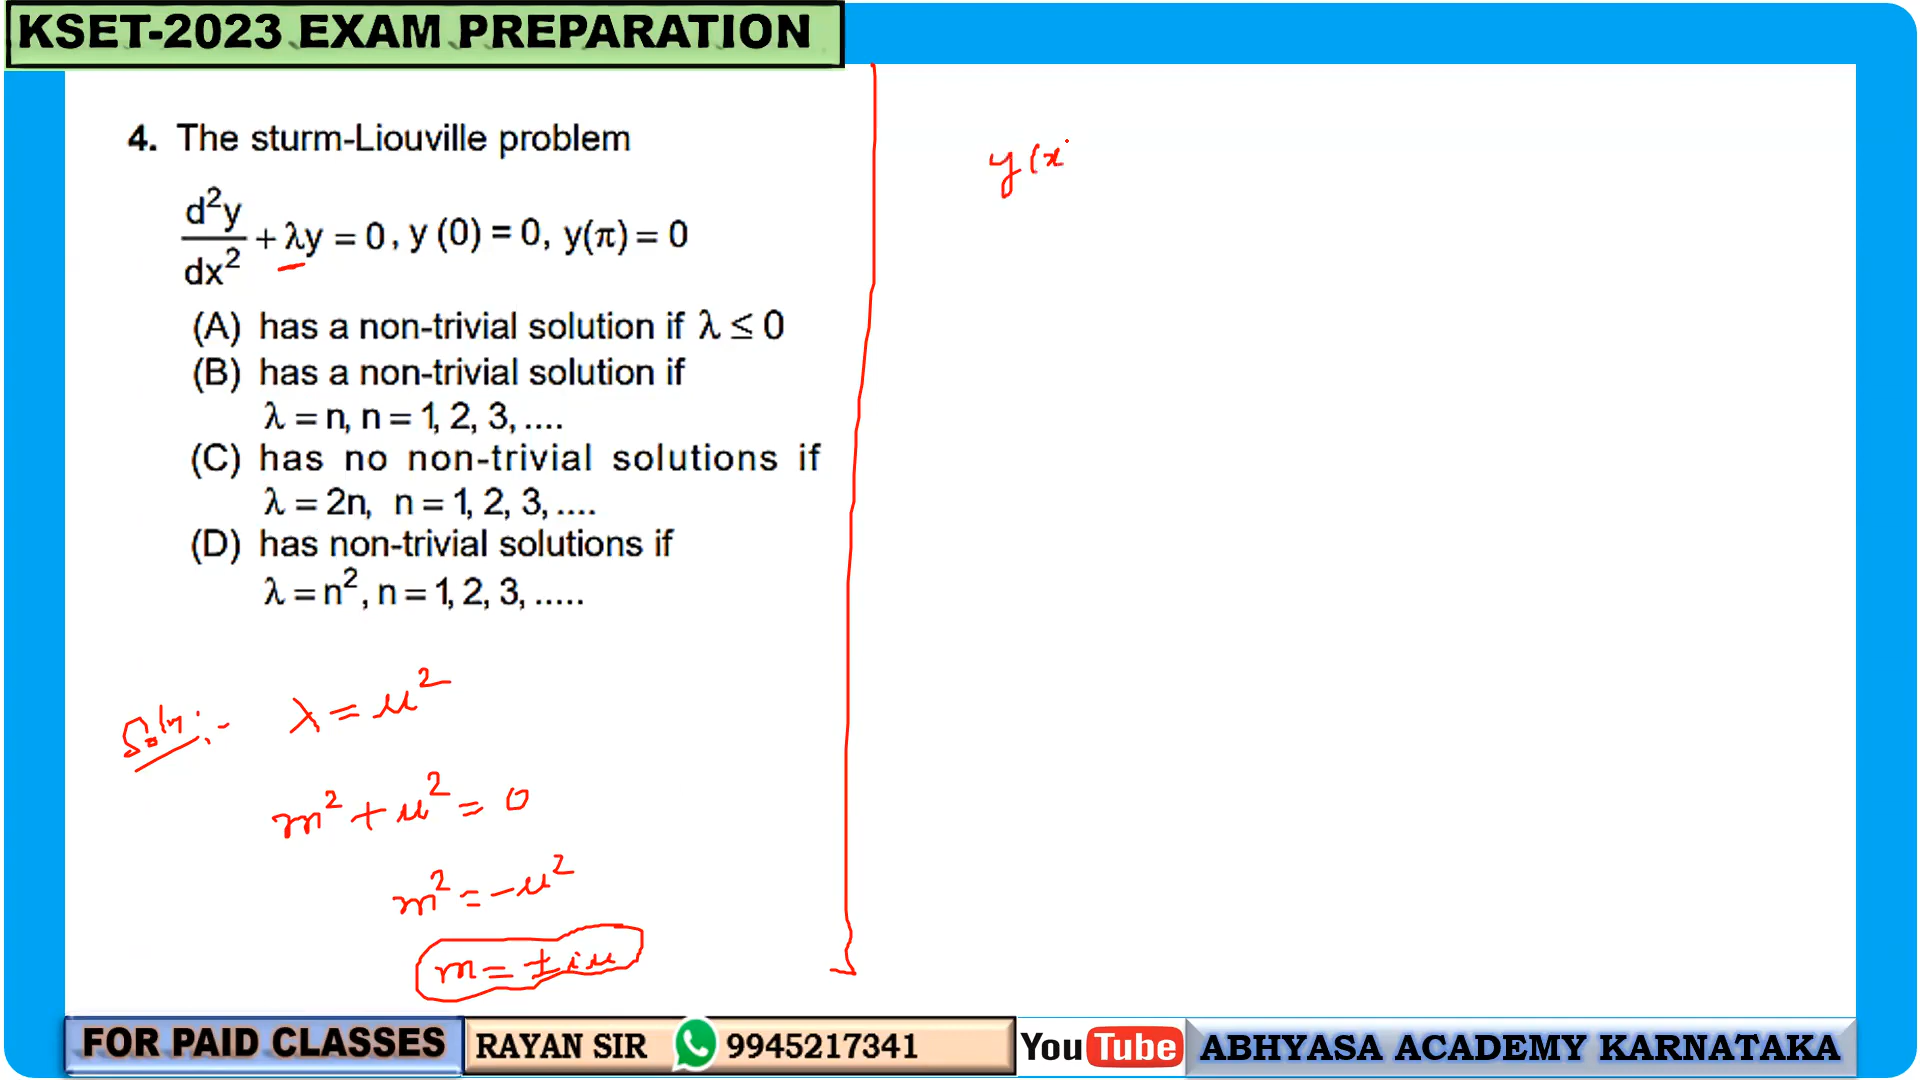 KSET-2023 EXAM PREPARATION
4. The sturm-Liouville problem
d²y/dx² + λy = 0, y (0) = 0, y(π) = 0
(A) has a non-trivial solution if λ ≤ 0
(B) has a non-trivial solution if
λ = n, n = 1, 2, 3, ....
(C) has no non-trivial solutions if
λ = 2n, n = 1, 2, 3, ....
(D) has non-trivial solutions if
λ = n², n = 1, 2, 3, .....
Soln:- λ = μ²
m² + μ² = 0
m² = -μ²
m = ± iμ
y(x)
FOR PAID CLASSES RAYAN SIR 9945217341 YouTube ABHYASA ACADEMY KARNATAKA